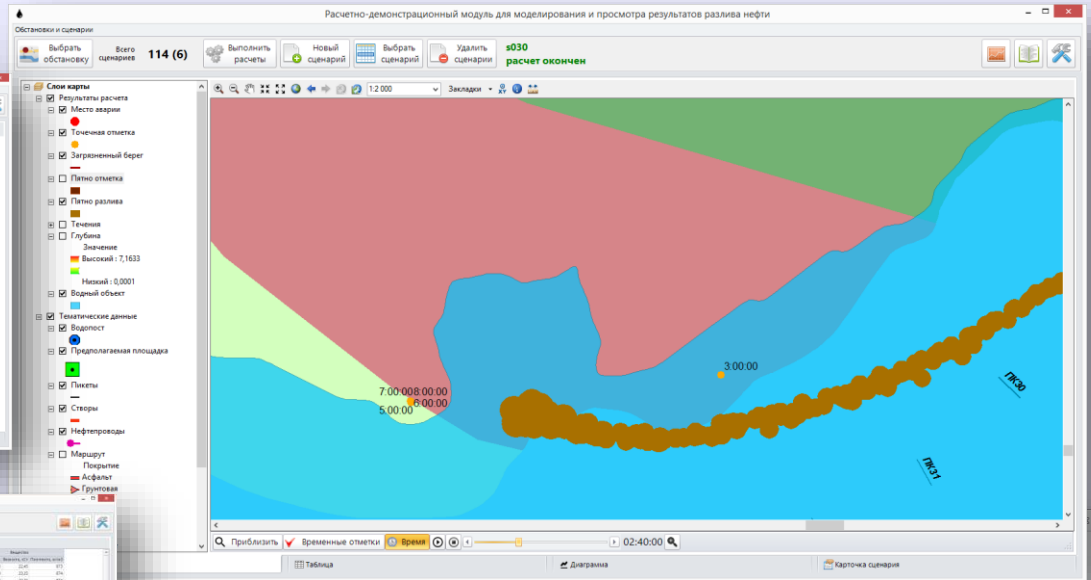 Расчетно-демонстрационный модуль для моделирования и просмотра результатов разлива нефти
Обстановки и сценарии
Выбрать обстановку
Всего сценариев
114 (6)
Выполнить расчеты
Новый сценарий
Выбрать сценарий
Удалить сценарии
s030
расчет окончен
Слои карты
1:2 000
Закладки
Результаты расчета
Место аварии
Точечная отметка
Загрязненный берег
Пятно отметка
Пятно разлива
Течения
Глубина
Значение
Высокий : 7,1633
Низкий : 0,0001
Водный объект
Тематические данные
Водопост
Предполагаемая площадка
Пикеты
Створы
Нефтепроводы
Маршрут
Покрытие
Асфальт
Грунтовая
3:00:00
7:00:008:00:00
6:00:00
5:00:00
ПК30
ПК31
Приблизить
Временные отметки
Время
02:40:00
Таблица
Диаграмма
Карточка сценария